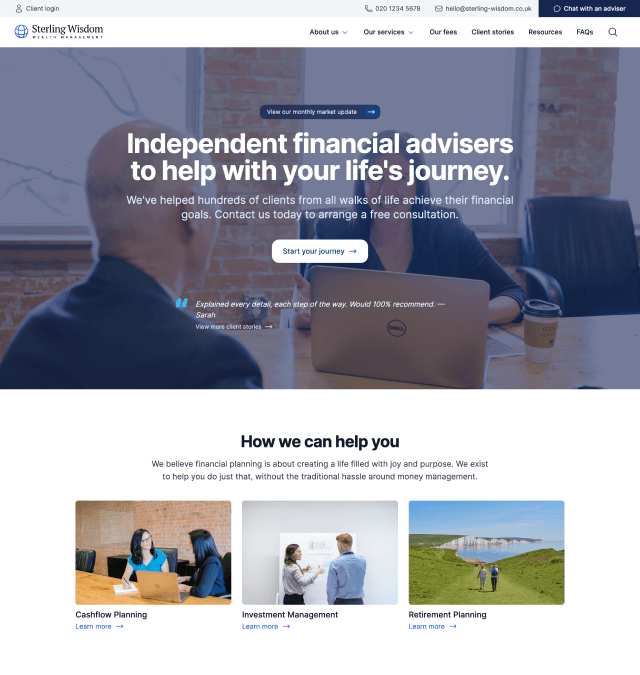 Client login
020 1234 5678
hello@sterling-wisdom.co.uk
Chat with an adviser
Sterling Wisdom
WEALTH MANAGEMENT
About us
Our services
Our fees
Client stories
Resources
FAQs
View our monthly market update
Independent financial advisers
to help with your life's journey.
We've helped hundreds of clients from all walks of life achieve their financial
goals. Contact us today to arrange a free consultation.
Start your journey
Explained every detail, each step of the way. Would 100% recommend. —
Sarah
View more client stories
DELL
How we can help you
We believe financial planning is about creating a life filled with joy and purpose. We exist
to help you do just that, without the traditional hassle around money management.
Cashflow Planning
Learn more
Investment Management
Learn more
Retirement Planning
Learn more